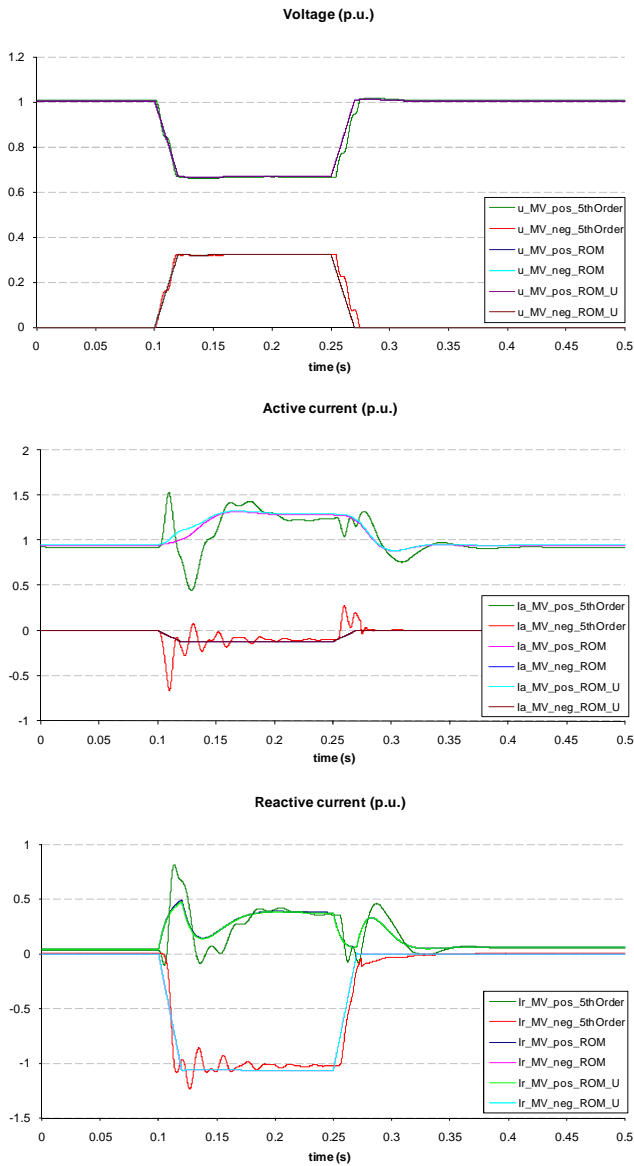 Voltage (p.u.)
1.2
1
0.8
0.6
0.4
0.2
0
u_MV_pos_5thOrder
u_MV_neg_5thOrder
u_MV_pos_ROM
u_MV_neg_ROM
u_MV_pos_ROM_U
u_MV_neg_ROM_U
0 0.05 0.1 0.15 0.2 0.25 0.3 0.35 0.4 0.45 0.5
time (s)
Active current (p.u.)
2
1.5
1
0.5
0
-0.5
-1
Ia_MV_pos_5thOrder
Ia_MV_neg_5thOrder
Ia_MV_pos_ROM
Ia_MV_neg_ROM
Ia_MV_pos_ROM_U
Ia_MV_neg_ROM_U
0 0.05 0.1 0.15 0.2 0.25 0.3 0.35 0.4 0.45 0.5
time (s)
Reactive current (p.u.)
1
0.5
0
-0.5
-1
-1.5
Ir_MV_pos_5thOrder
Ir_MV_neg_5thOrder
Ir_MV_pos_ROM
Ir_MV_neg_ROM
Ir_MV_pos_ROM_U
Ir_MV_neg_ROM_U
0 0.05 0.1 0.15 0.2 0.25 0.3 0.35 0.4 0.45 0.5
time (s)